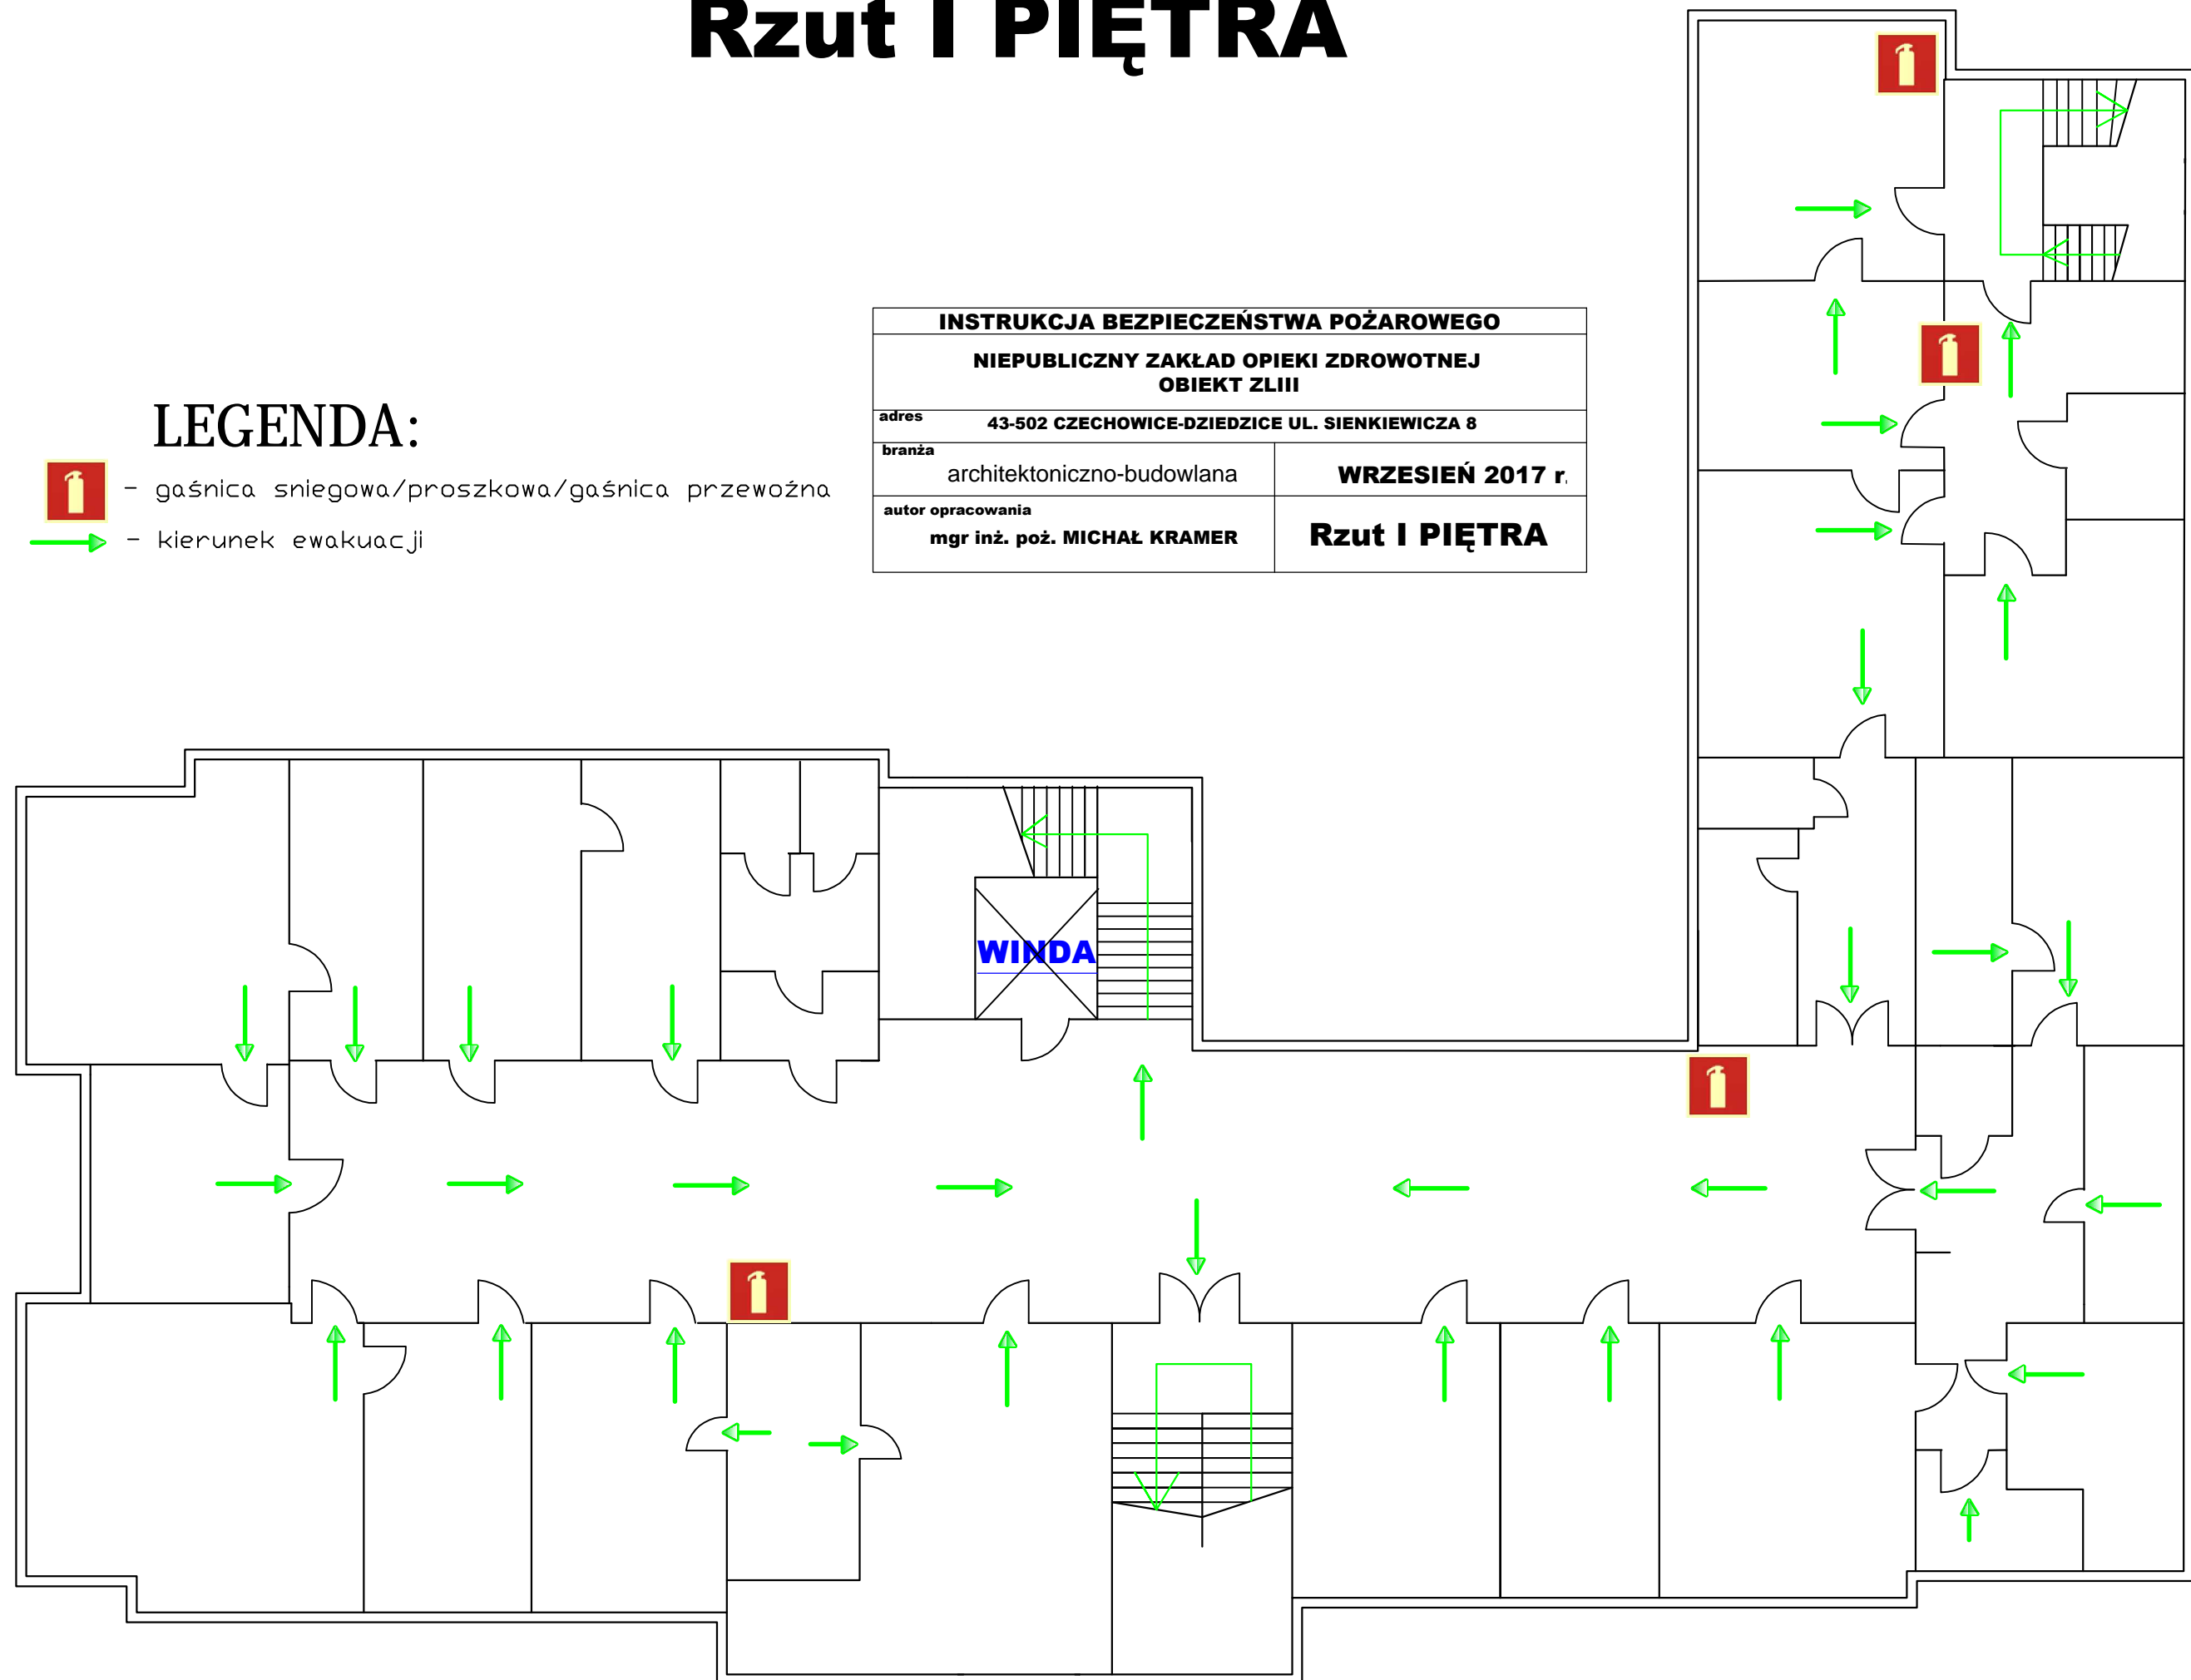 Rzut I PIĘTRA
INSTRUKCJA BEZPIECZEŃSTWA POŻAROWEGO
NIEPUBLICZNY ZAKŁAD OPIEKI ZDROWOTNEJ
OBIEKT ZLIII
adres
43-502 CZECHOWICE-DZIEDZICE UL. SIENKIEWICZA 8
branża
architektoniczno-budowlana
WRZESIEŃ 2017 r.
autor opracowania
mgr inż. poż. MICHAŁ KRAMER
Rzut I PIĘTRA
LEGENDA:
- gaśnica sniegowa/proszkowa/gaśnica przewoźna
- kierunek ewakuacji
WINDA